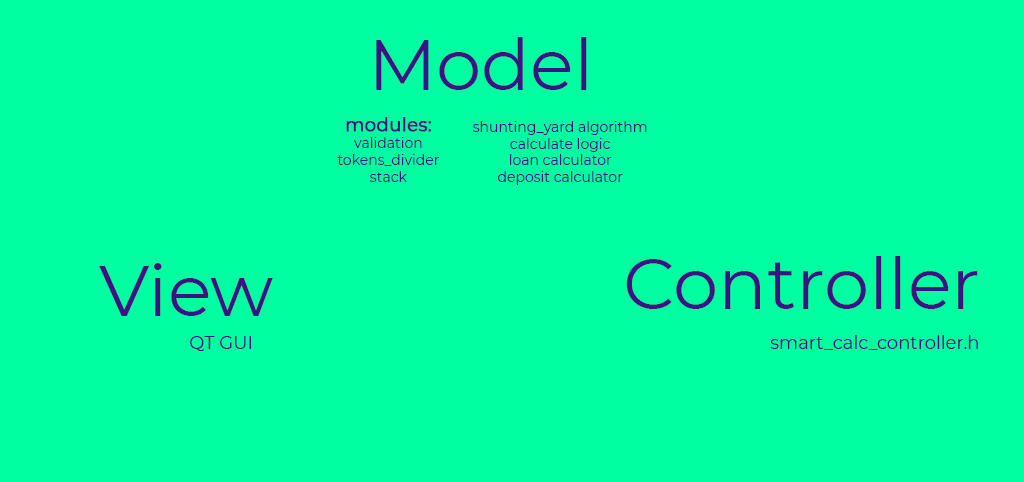 Model
modules:
validation
tokens_divider
stack
shunting_yard algorithm
calculate logic
loan calculator
deposit calculator
View
QT GUI
Controller
smart_calc_controller.h